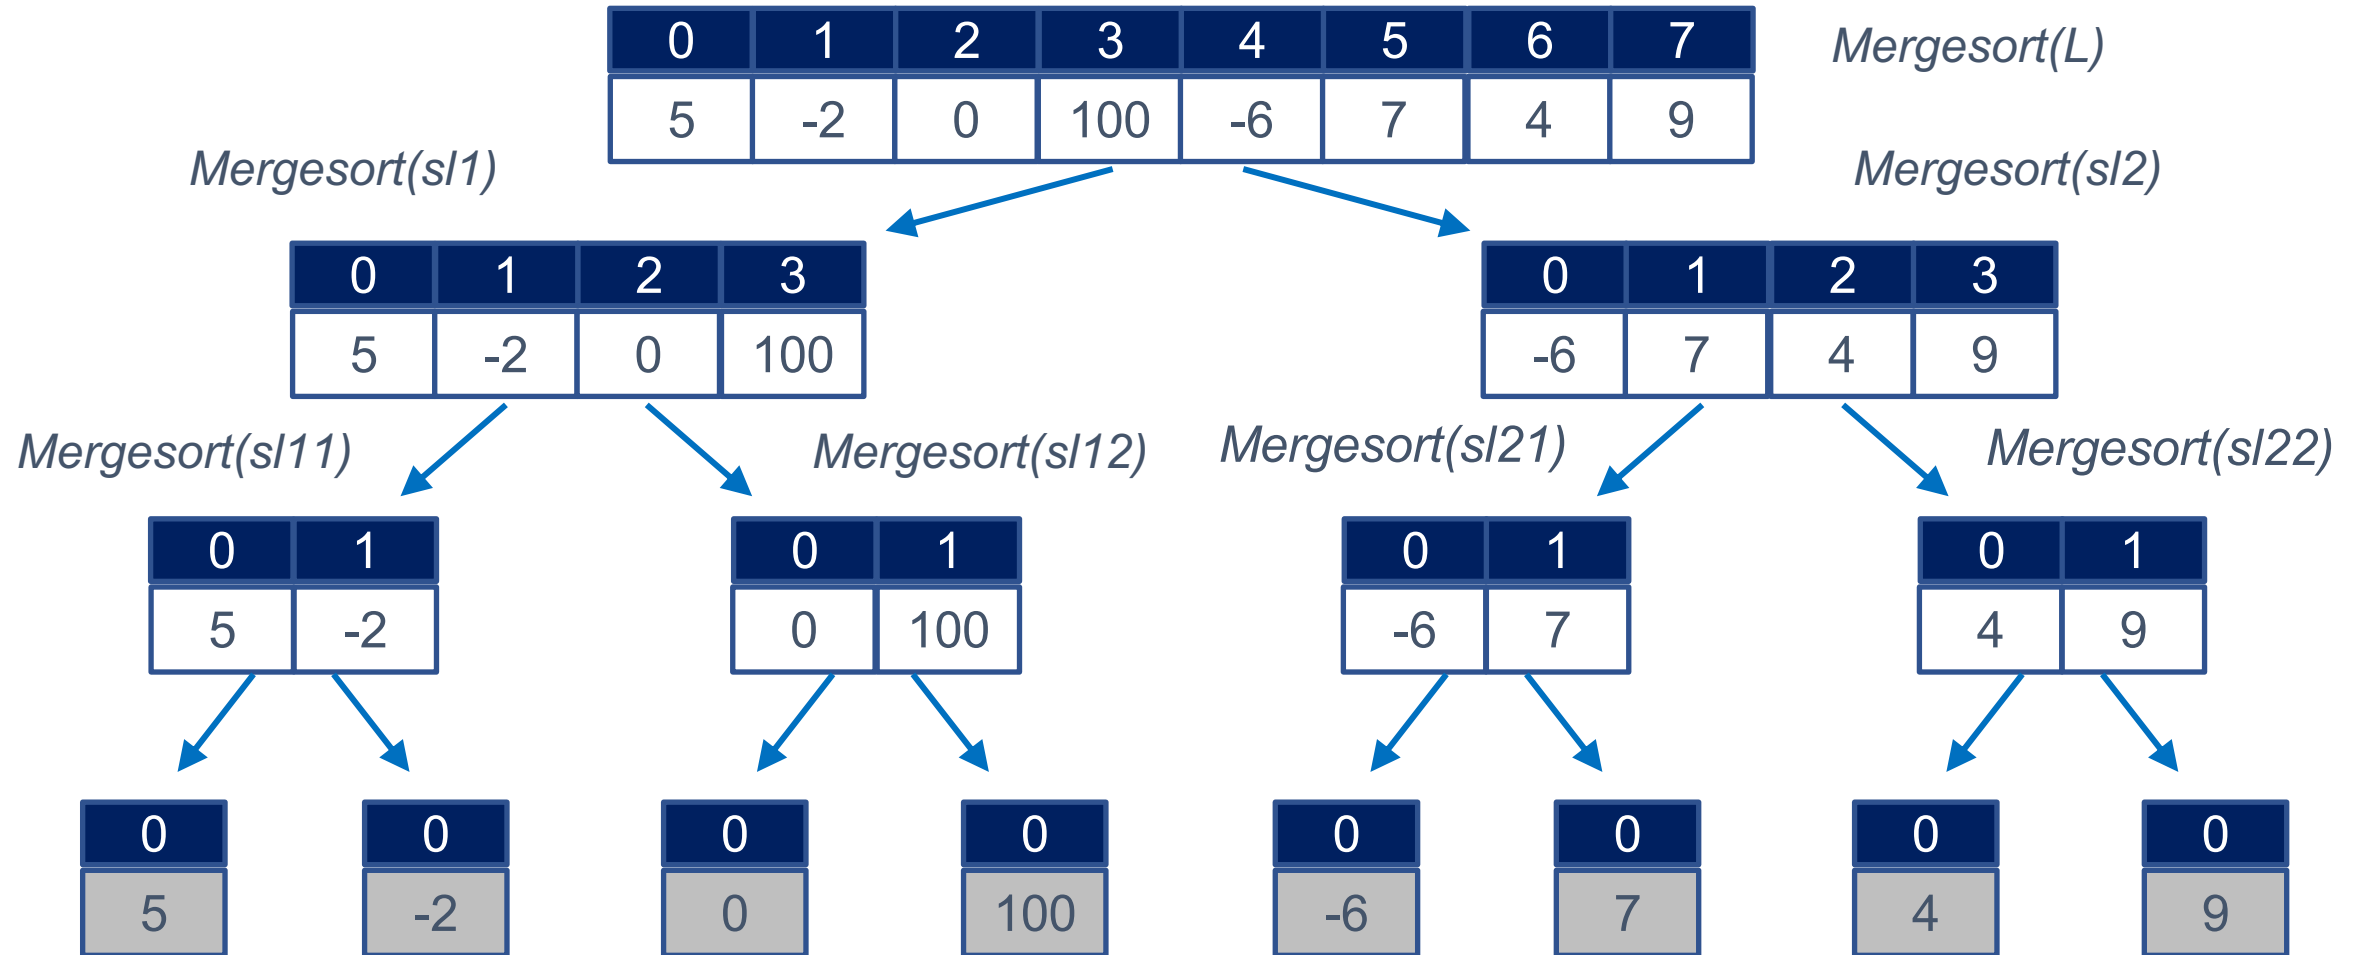 0 1 2 3 4 5 6 7
Mergesort(L)
5 -2 0 100 -6 7 4 9
Mergesort(sl1)
Mergesort(sl2)
0 1 2 3
0 1 2 3
5 -2 0 100
-6 7 4 9
Mergesort(sl11)
Mergesort(sl12)
Mergesort(sl21)
Mergesort(sl22)
0 1
0 1
0 1
0 1
5 -2
0 100
-6 7
4 9
0
0
0
0
0
0
0
0
5
-2
0
100
-6
7
4
9